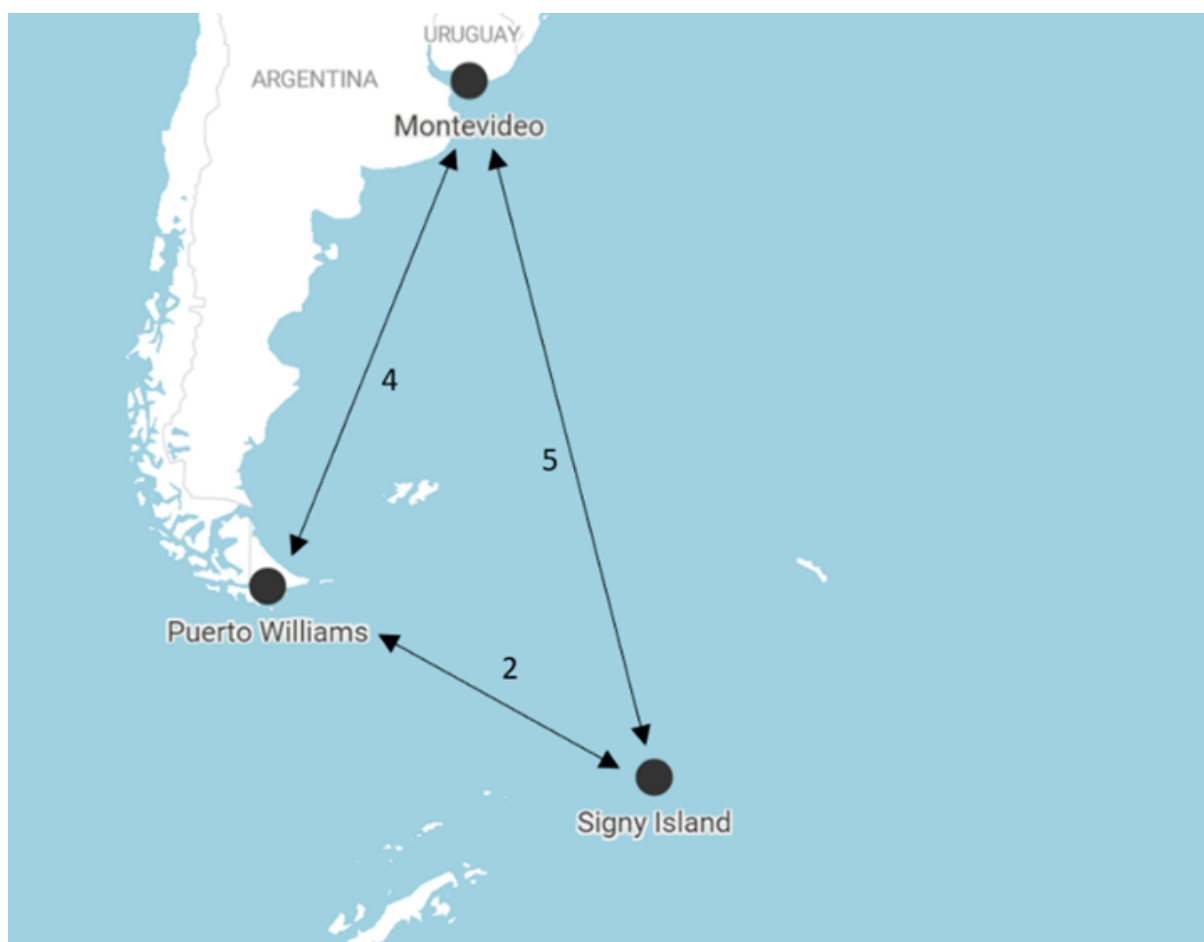 URUGUAY
ARGENTINA
Montevideo
4
5
Puerto Williams
2
Signy Island